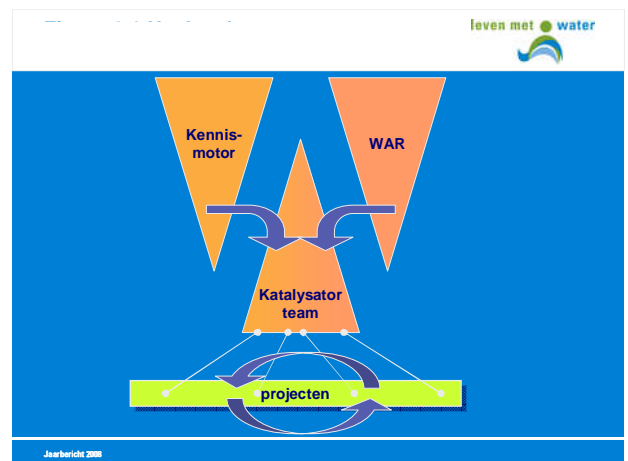 leven met water
Kennis-
motor
WAR
Katalysator
team
projecten
Jaarbericht 2008